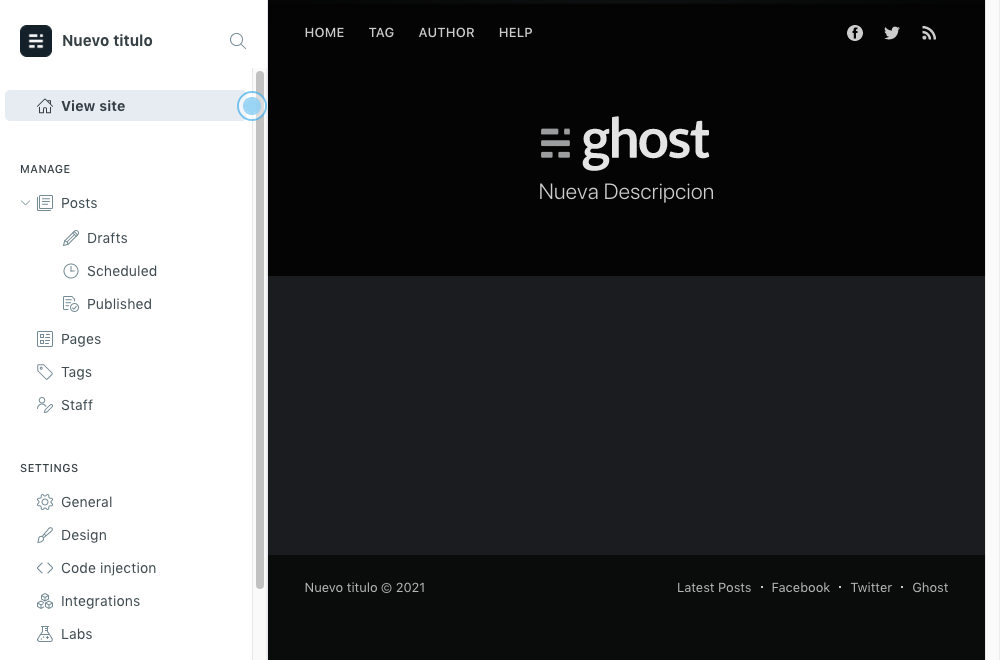 Nuevo titulo
View site
MANAGE
Posts
Drafts
Scheduled
Published
Pages
Tags
Staff
SETTINGS
General
Design
Code injection
Integrations
Labs
HOME TAG AUTHOR HELP
ghost
Nueva Descripcion
Nuevo titulo © 2021
Latest Posts · Facebook · Twitter · Ghost